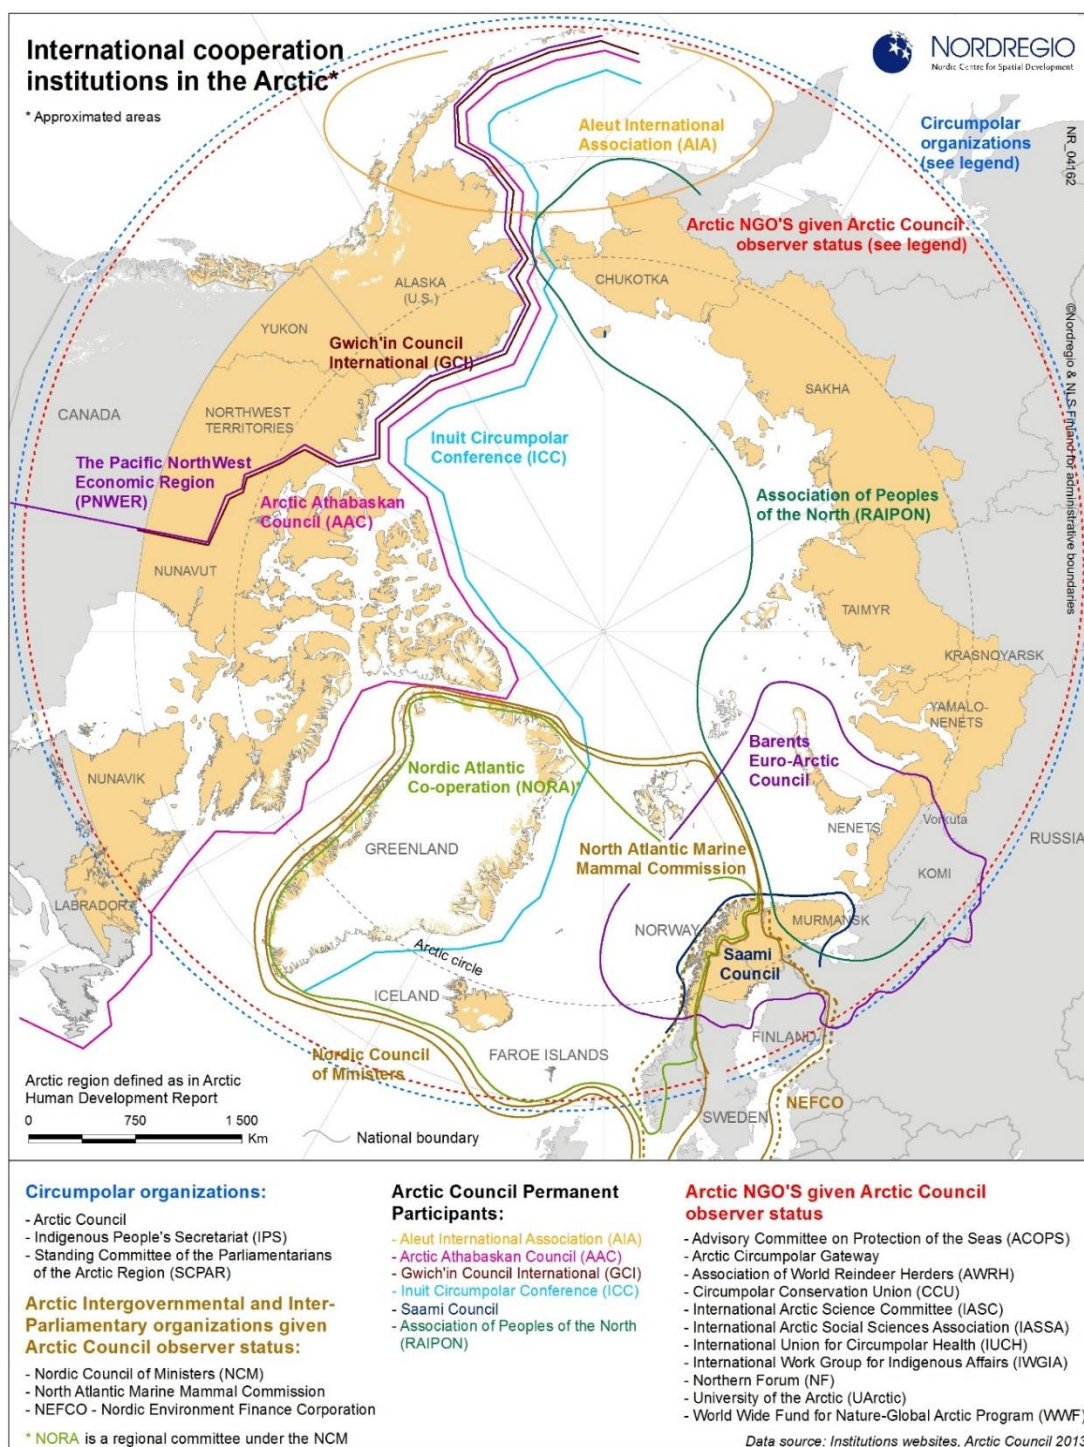 International cooperation
institutions in the Arctic*
* Approximated areas
NORDREGIO
Nordic Centre for Spatial Development
NR_04162
©Nordregio & NLS Finland for administrative boundaries
Aleut International
Association (AIA)
Circumpolar
organizations
(see legend)
Arctic NGO'S given Arctic Council
observer status (see legend)
CHUKOTKA
ALASKA
(U.S.)
YUKON
Gwich'in Council
International (GCI)
SAKHA
CANADA
NORTHWEST
TERRITORIES
Inuit Circumpolar
Conference (ICC)
The Pacific NorthWest
Economic Region
(PNWER)
Arctic Athabaskan
Council (AAC)
Association of Peoples
of the North (RAIPON)
NUNAVUT
TAIMYR
KRASNOYARSK
YAMALO-
NENETS
Barents
Euro-Arctic
Council
NUNAVIK
Nordic Atlantic
Co-operation (NORA)*
Vorkuta
NENETS
RUSSIA
GREENLAND
North Atlantic Marine
Mammal Commission
KOMI
LABRADOR
NORWAY
MURMANSK
Arctic circle
Saami
Council
ICELAND
FINLAND
Nordic Council
of Ministers
FAROE ISLANDS
NEFCO
SWEDEN
Arctic region defined as in Arctic
Human Development Report
0 750 1 500
Km
National boundary
Circumpolar organizations:
- Arctic Council
- Indigenous People's Secretariat (IPS)
- Standing Committee of the Parliamentarians
of the Arctic Region (SCPAR)
Arctic Intergovernmental and Inter-
Parliamentary organizations given
Arctic Council observer status:
- Nordic Council of Ministers (NCM)
- North Atlantic Marine Mammal Commission
- NEFCO - Nordic Environment Finance Corporation
* NORA is a regional committee under the NCM
Arctic Council Permanent
Participants:
- Aleut International Association (AIA)
- Arctic Athabaskan Council (AAC)
- Gwich'in Council International (GCI)
- Inuit Circumpolar Conference (ICC)
- Saami Council
- Association of Peoples of the North
(RAIPON)
Arctic NGO'S given Arctic Council
observer status
- Advisory Committee on Protection of the Seas (ACOPS)
- Arctic Circumpolar Gateway
- Association of World Reindeer Herders (AWRH)
- Circumpolar Conservation Union (CCU)
- International Arctic Science Committee (IASC)
- International Arctic Social Sciences Association (IASSA)
- International Union for Circumpolar Health (IUCH)
- International Work Group for Indigenous Affairs (IWGIA)
- Northern Forum (NF)
- University of the Arctic (UArctic)
- World Wide Fund for Nature-Global Arctic Program (WWF)
Data source: Institutions websites, Arctic Council 2013